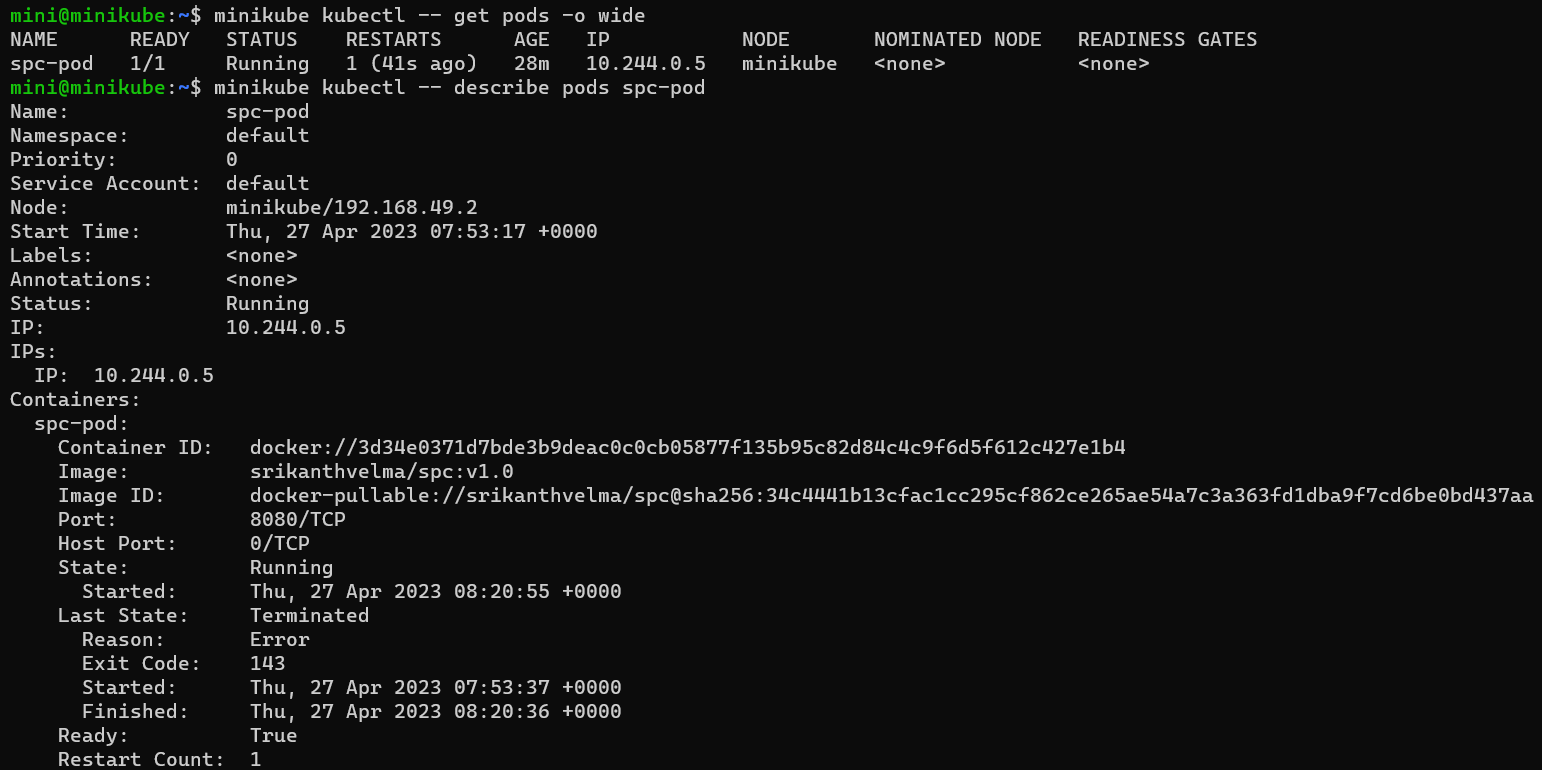 mini@minikube:~$ minikube kubectl -- get pods -o wide
NAME      READY   STATUS    RESTARTS      AGE   IP           NODE       NOMINATED NODE   READINESS GATES
spc-pod   1/1     Running   1 (41s ago)   28m   10.244.0.5   minikube   <none>           <none>
mini@minikube:~$ minikube kubectl -- describe pods spc-pod
Name:             spc-pod
Namespace:        default
Priority:         0
Service Account:  default
Node:             minikube/192.168.49.2
Start Time:       Thu, 27 Apr 2023 07:53:17 +0000
Labels:           <none>
Annotations:      <none>
Status:           Running
IP:               10.244.0.5
IPs:
  IP:  10.244.0.5
Containers:
  spc-pod:
    Container ID:   docker://3d34e0371d7bde3b9deac0c0cb05877f135b95c82d84c4c9f6d5f612c427e1b4
    Image:          srikanthvelma/spc:v1.0
    Image ID:       docker-pullable://srikanthvelma/spc@sha256:34c4441b13cfac1cc295cf862ce265ae54a7c3a363fd1dba9f7cd6be0bd437aa
    Port:           8080/TCP
    Host Port:      0/TCP
    State:          Running
      Started:      Thu, 27 Apr 2023 08:20:55 +0000
    Last State:     Terminated
      Reason:       Error
      Exit Code:    143
      Started:      Thu, 27 Apr 2023 07:53:37 +0000
      Finished:     Thu, 27 Apr 2023 08:20:36 +0000
    Ready:          True
    Restart Count:  1